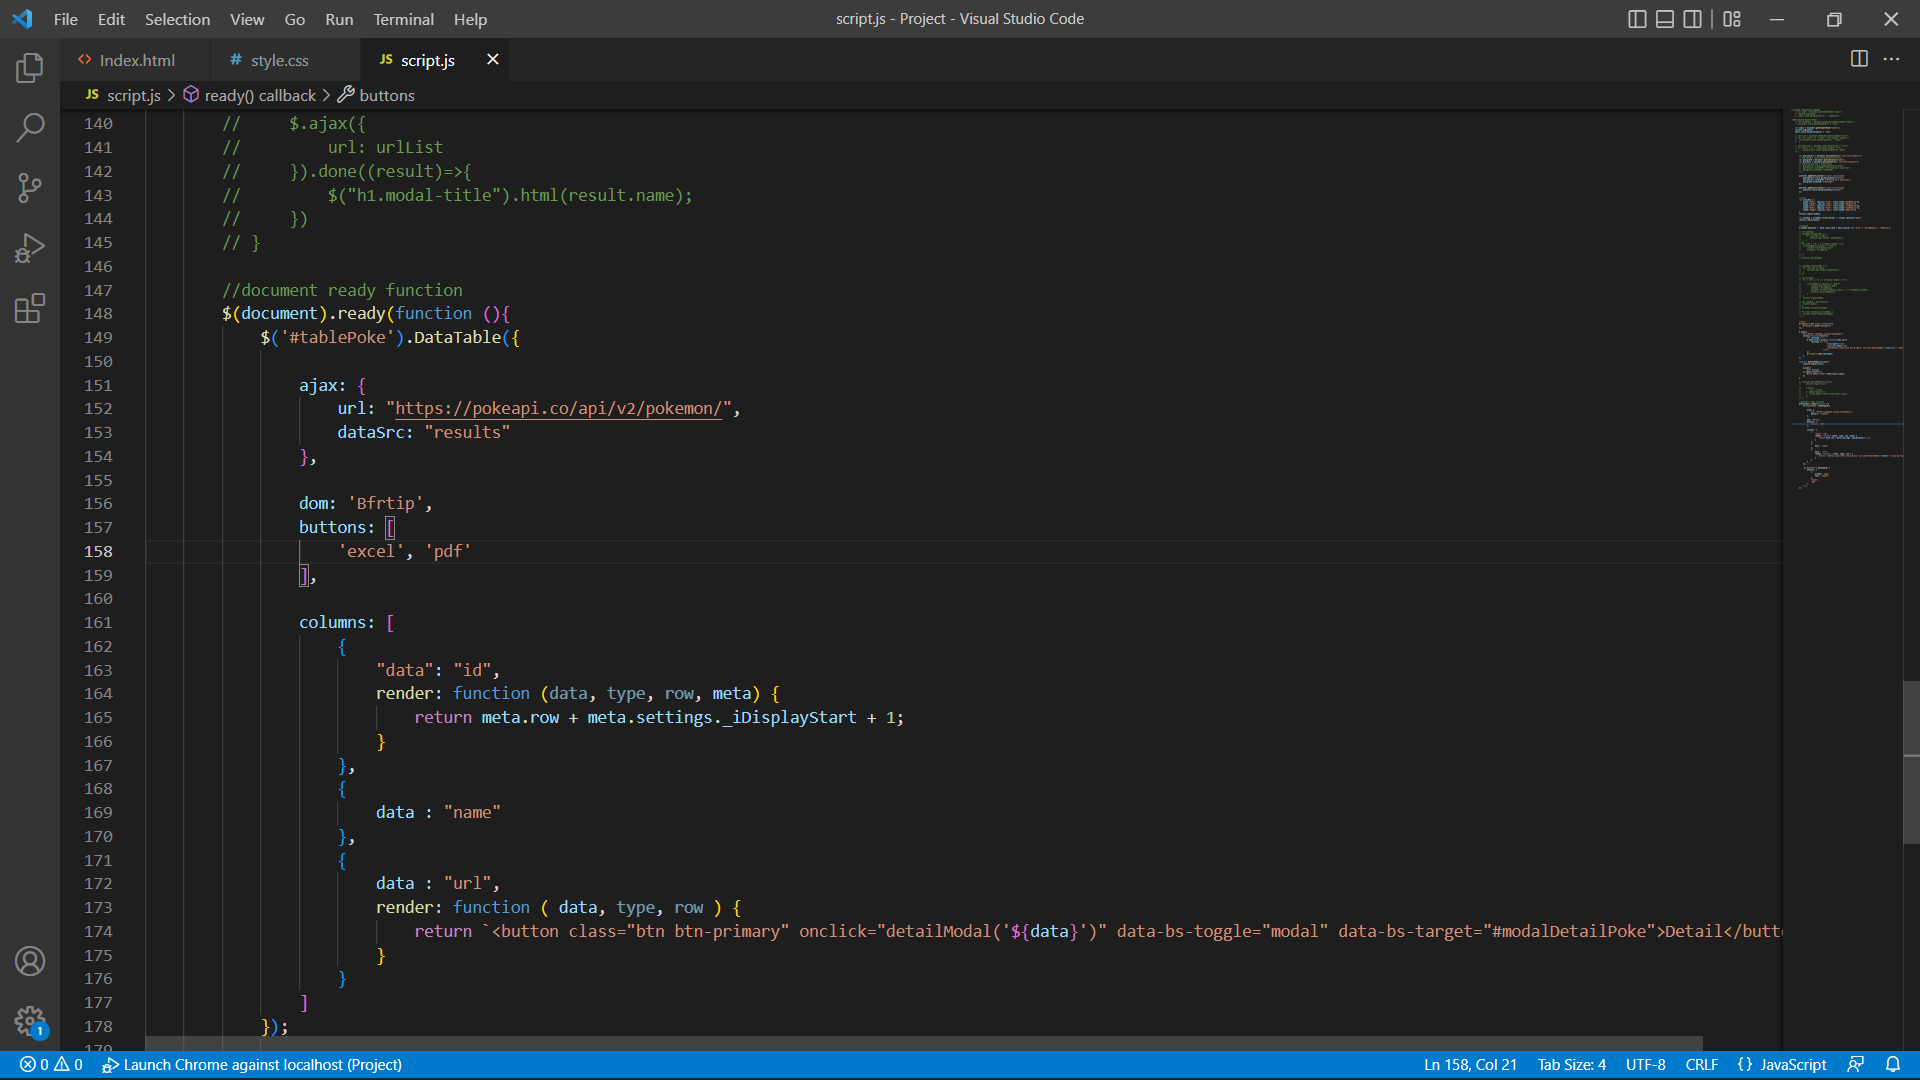 File Edit Selection View Go Run Terminal Help script.js - Project - Visual Studio Code
<> Index.html # style.css JS script.js
JS script.js > ready() callback > buttons
140 // $.ajax({
141 // url: urlList
142 // }).done((result)=>{
143 // $("h1.modal-title").html(result.name);
144 // })
145 // }
146
147 //document ready function
148 $(document).ready(function (){
149 $('#tablePoke').DataTable({
150
151 ajax: {
152 url: "https://pokeapi.co/api/v2/pokemon/",
153 dataSrc: "results"
154 },
155
156 dom: 'Bfrtip',
157 buttons: [
158 'excel', 'pdf'
159 ],
160
161 columns: [
162 {
163 "data": "id",
164 render: function (data, type, row, meta) {
165 return meta.row + meta.settings._iDisplayStart + 1;
166 }
167 },
168 {
169 data : "name"
170 },
171 {
172 data : "url",
173 render: function ( data, type, row ) {
174 return `<button class="btn btn-primary" onclick="detailModal('${data}')" data-bs-toggle="modal" data-bs-target="#modalDetailPoke">Detail</butt
175 }
176 }
177 ]
178 });
179
1
0 0 Launch Chrome against localhost (Project) Ln 158, Col 21 Tab Size: 4 UTF-8 CRLF {} JavaScript